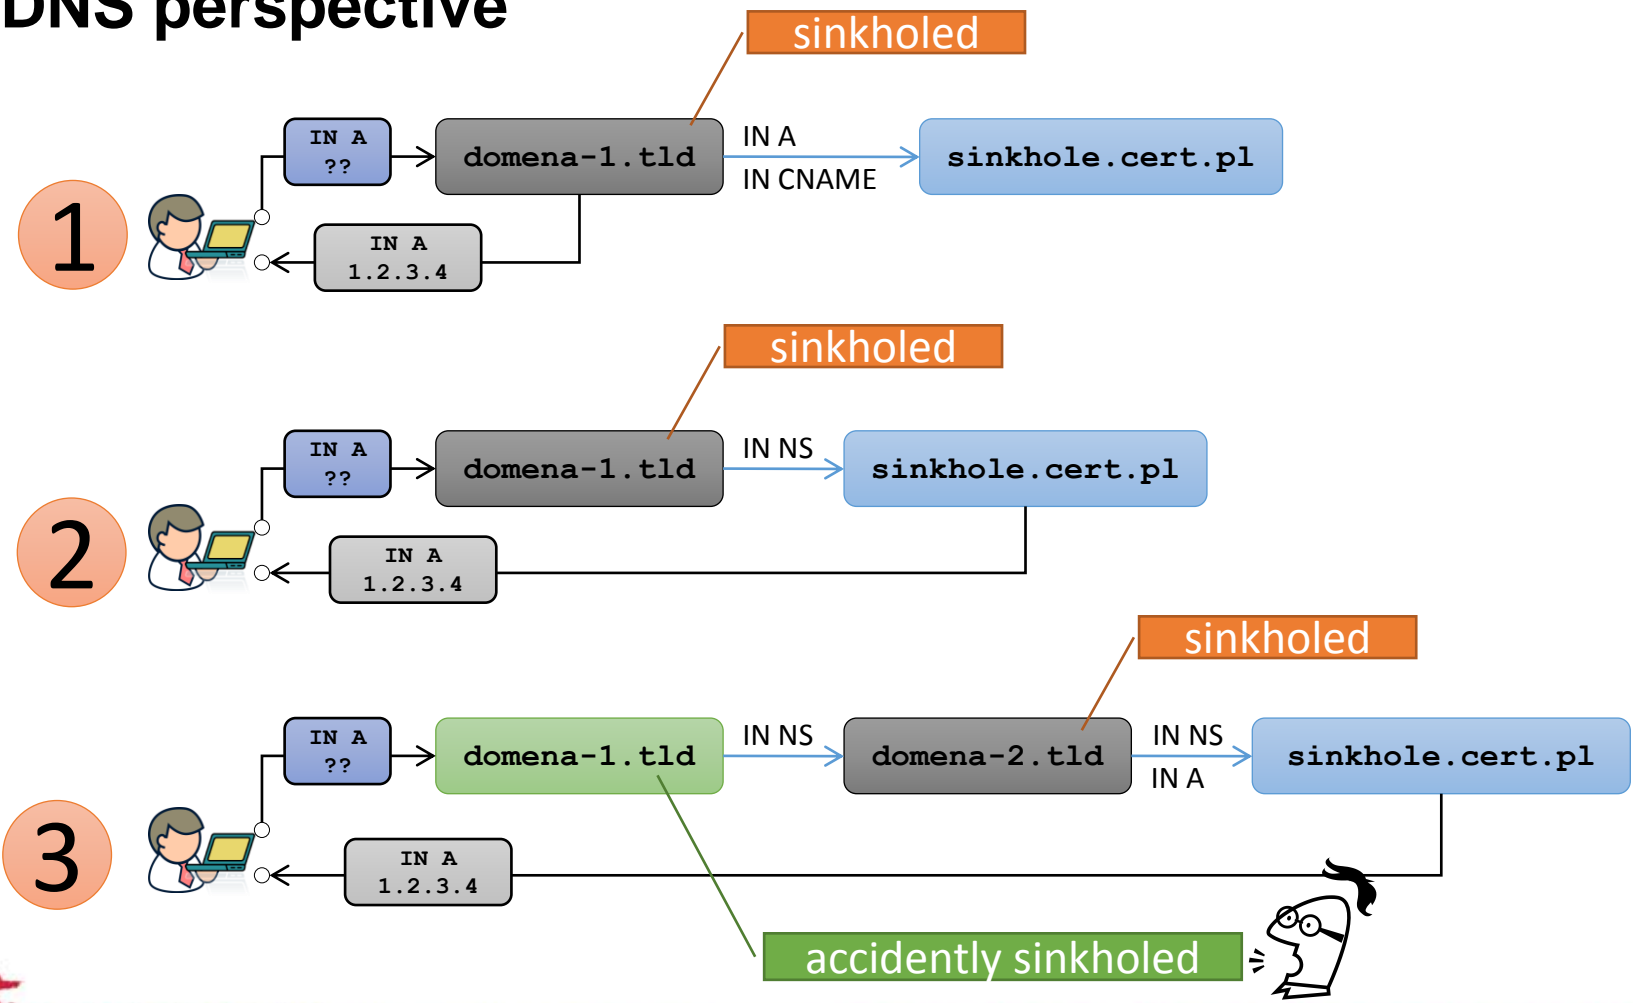 DNS perspective
sinkholed
IN A
??
domena-1.tld
IN A
IN CNAME
sinkhole.cert.pl
1
IN A
1.2.3.4
sinkholed
IN A
??
domena-1.tld
IN NS
sinkhole.cert.pl
2
IN A
1.2.3.4
sinkholed
IN A
??
domena-1.tld
IN NS
domena-2.tld
IN NS
IN A
sinkhole.cert.pl
3
IN A
1.2.3.4
accidently sinkholed